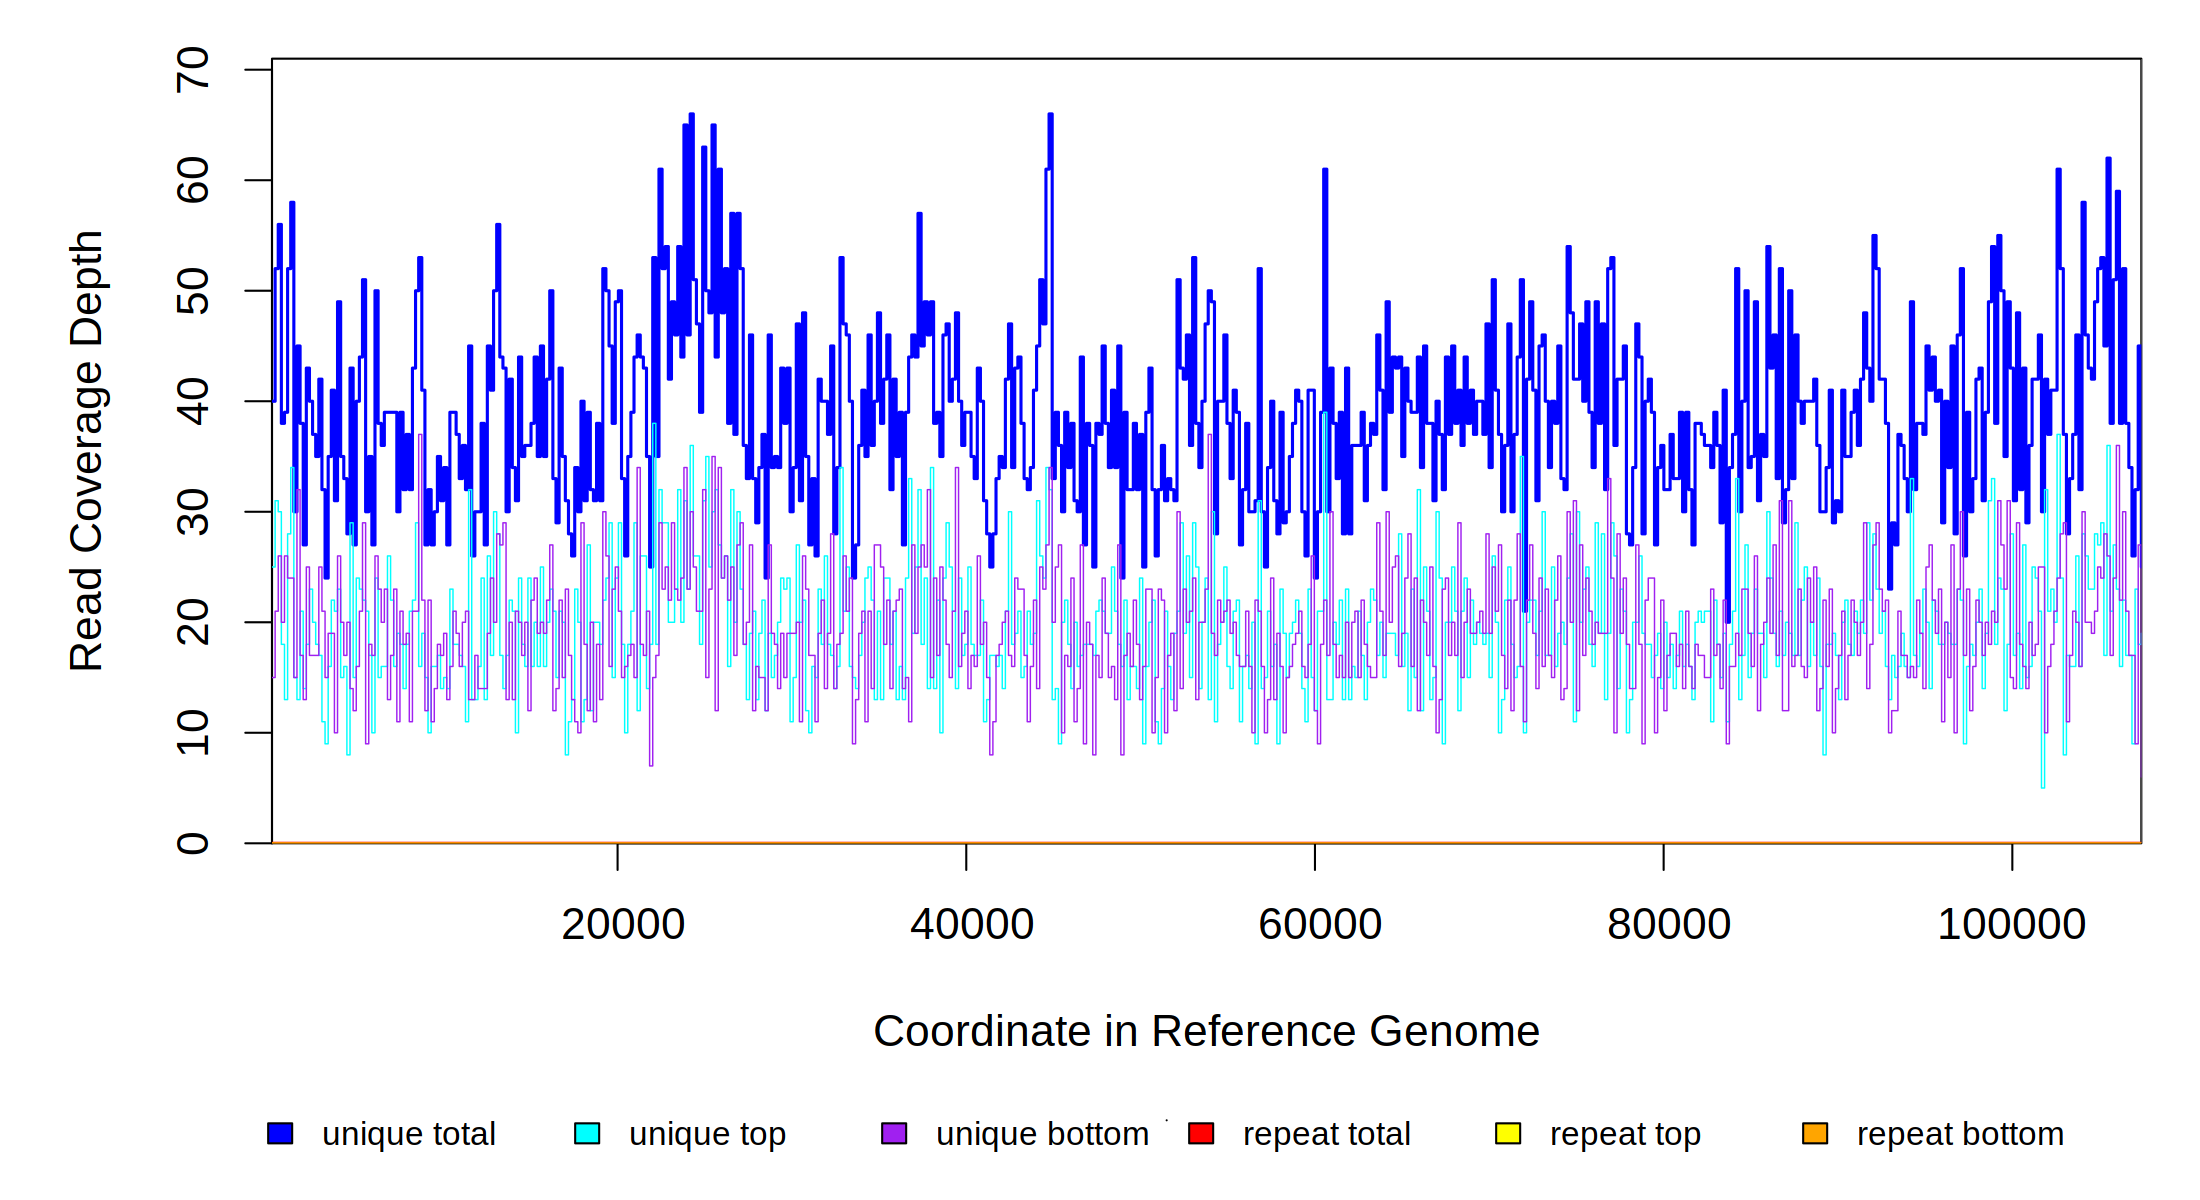 Read Coverage Depth
70
60
50
40
30
20
10
0
20000 40000 60000 80000 100000
Coordinate in Reference Genome
unique total unique top unique bottom repeat total repeat top repeat bottom